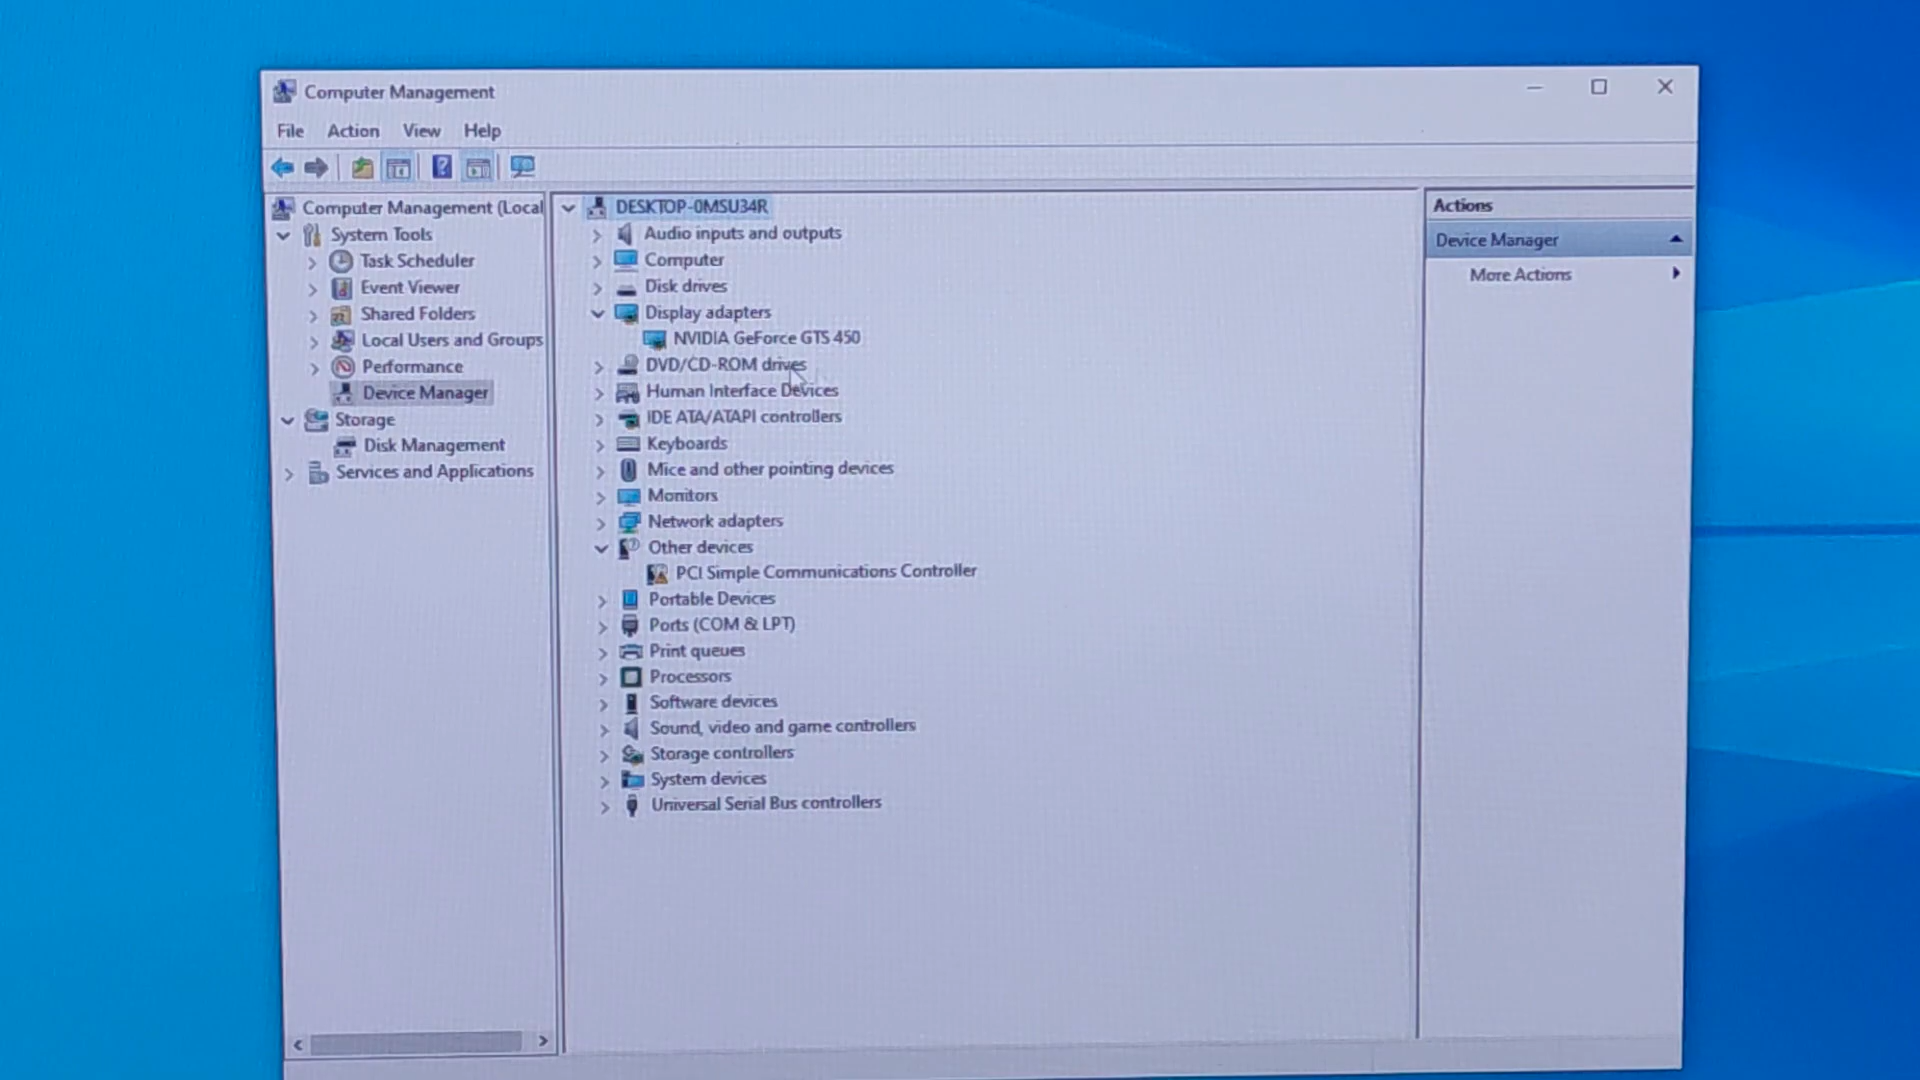 Computer Management
File Action View Help
Computer Management (Local
System Tools
Task Scheduler
Event Viewer
Shared Folders
Local Users and Groups
Performance
Device Manager
Storage
Disk Management
Services and Applications
DESKTOP-0MSU34R
Audio inputs and outputs
Computer
Disk drives
Display adapters
NVIDIA GeForce GTS 450
DVD/CD-ROM drives
Human Interface Devices
IDE ATA/ATAPI controllers
Keyboards
Mice and other pointing devices
Monitors
Network adapters
Other devices
PCI Simple Communications Controller
Portable Devices
Ports (COM & LPT)
Print queues
Processors
Software devices
Sound, video and game controllers
Storage controllers
System devices
Universal Serial Bus controllers
Actions
Device Manager
More Actions